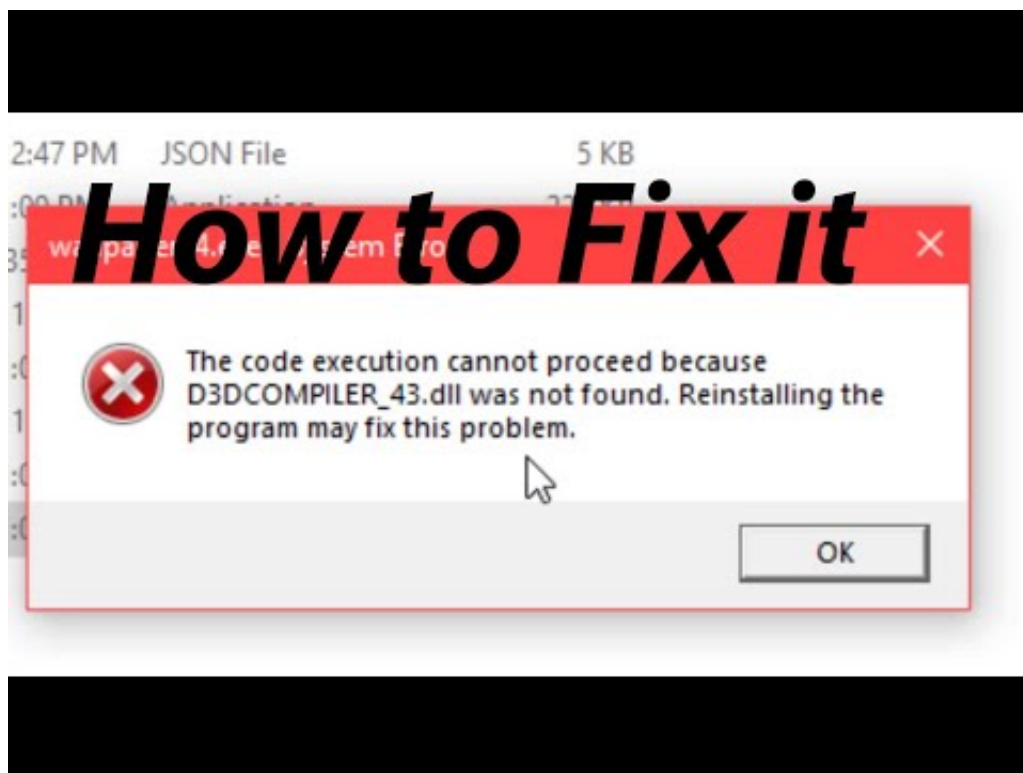 2:47 PM JSON File 5 KB
How to Fix it
The code execution cannot proceed because
D3DCOMPILER_43.dll was not found. Reinstalling the
program may fix this problem.
OK